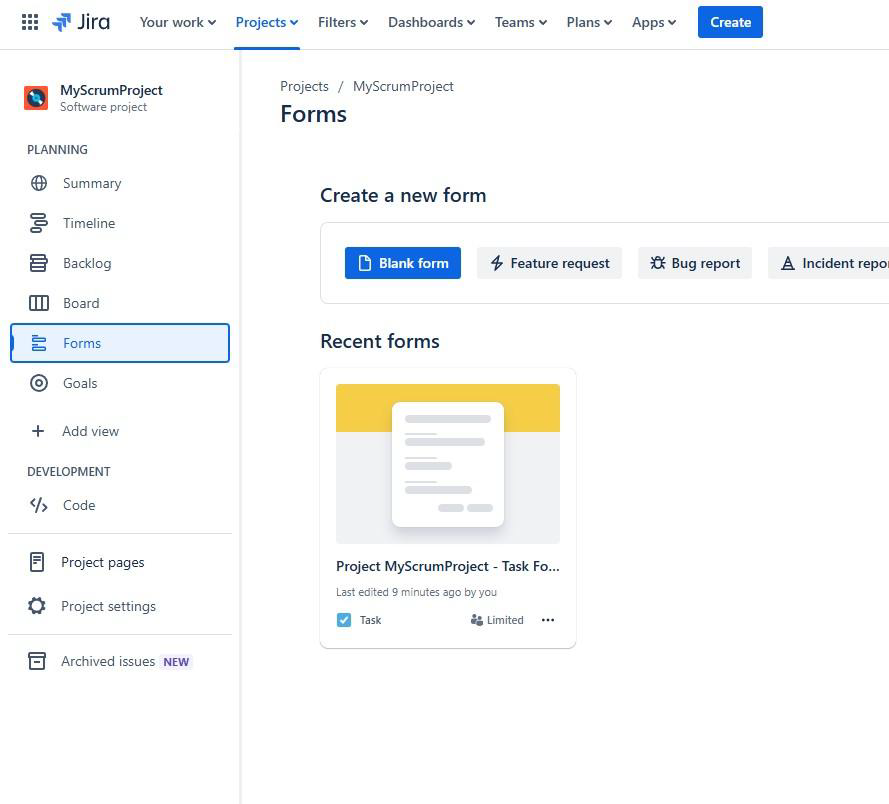 Jira Your work Projects Filters Dashboards Teams Plans Apps Create
MyScrumProject
Software project
PLANNING
Summary
Timeline
Backlog
Board
Forms
Goals
Add view
DEVELOPMENT
Code
Project pages
Project settings
Archived issues NEW
Projects / MyScrumProject
Forms
Create a new form
Blank form Feature request Bug report Incident repor
Recent forms
Project MyScrumProject - Task Fo...
Last edited 9 minutes ago by you
Task Limited